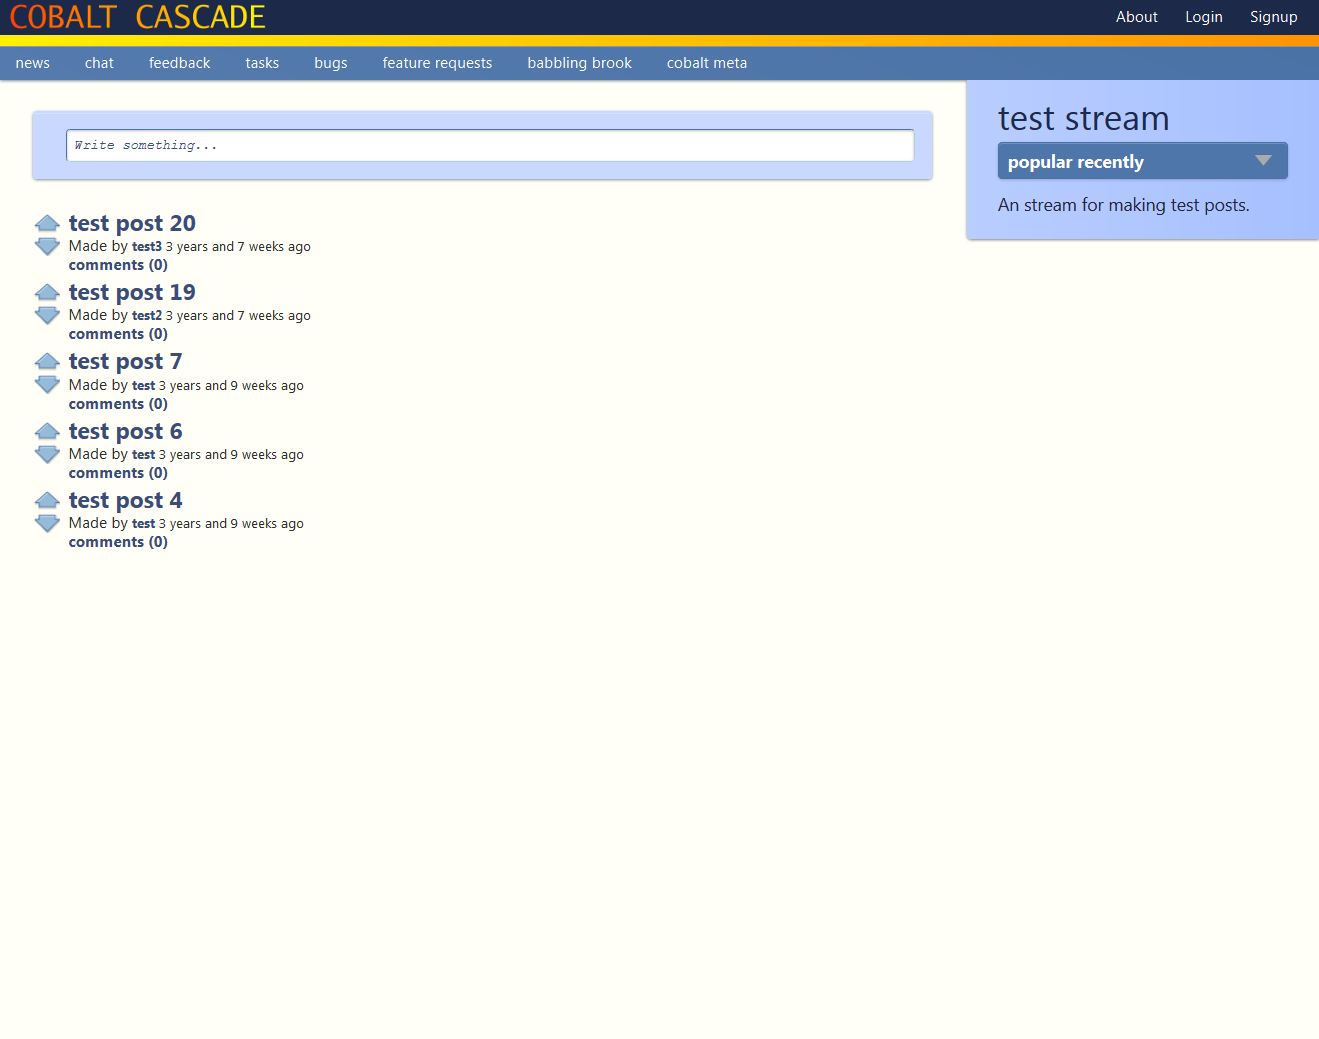 COBALT CASCADE
About Login Signup
news chat feedback tasks bugs feature requests babbling brook cobalt meta
test stream
popular recently
An stream for making test posts.
Write something...
test post 20
Made by test3 3 years and 7 weeks ago
comments (0)
test post 19
Made by test2 3 years and 7 weeks ago
comments (0)
test post 7
Made by test 3 years and 9 weeks ago
comments (0)
test post 6
Made by test 3 years and 9 weeks ago
comments (0)
test post 4
Made by test 3 years and 9 weeks ago
comments (0)